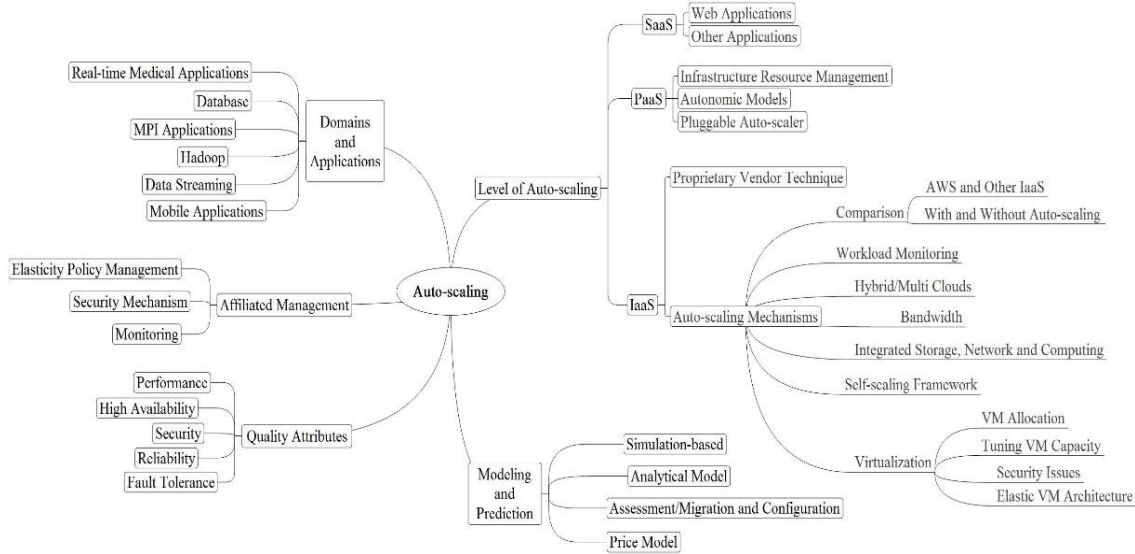 SaaS
Web Applications
Other Applications
PaaS
Infrastructure Resource Management
Autonomic Models
Pluggable Auto-scaler
Real-time Medical Applications
Database
MPI Applications
Hadoop
Data Streaming
Mobile Applications
Domains
and
Applications
Level of Auto-scaling
Proprietary Vendor Technique
IaaS
Auto-scaling Mechanisms
Comparison
AWS and Other IaaS
With and Without Auto-scaling
Workload Monitoring
Hybrid/Multi Clouds
Bandwidth
Integrated Storage, Network and Computing
Self-scaling Framework
Virtualization
VM Allocation
Tuning VM Capacity
Security Issues
Elastic VM Architecture
Auto-scaling
Elasticity Policy Management
Security Mechanism
Monitoring
Affiliated Management
Performance
High Availability
Security
Reliability
Fault Tolerance
Quality Attributes
Modeling
and
Prediction
Simulation-based
Analytical Model
Assessment/Migration and Configuration
Price Model